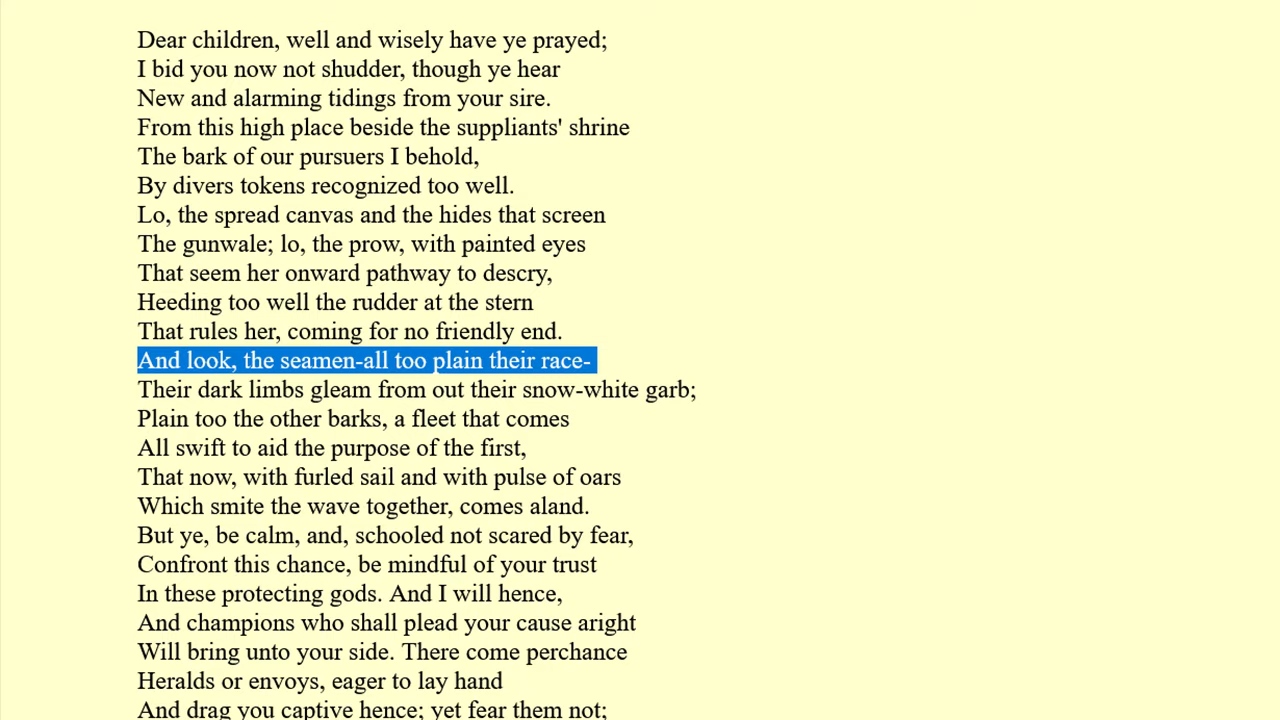 Dear children, well and wisely have ye prayed;
I bid you now not shudder, though ye hear
New and alarming tidings from your sire.
From this high place beside the suppliants' shrine
The bark of our pursuers I behold,
By divers tokens recognized too well.
Lo, the spread canvas and the hides that screen
The gunwale; lo, the prow, with painted eyes
That seem her onward pathway to descry,
Heeding too well the rudder at the stern
That rules her, coming for no friendly end.
And look, the seamen-all too plain their race-
Their dark limbs gleam from out their snow-white garb;
Plain too the other barks, a fleet that comes
All swift to aid the purpose of the first,
That now, with furled sail and with pulse of oars
Which smite the wave together, comes aland.
But ye, be calm, and, schooled not scared by fear,
Confront this chance, be mindful of your trust
In these protecting gods. And I will hence,
And champions who shall plead your cause aright
Will bring unto your side. There come perchance
Heralds or envoys, eager to lay hand
And drag you captive hence; yet fear them not;